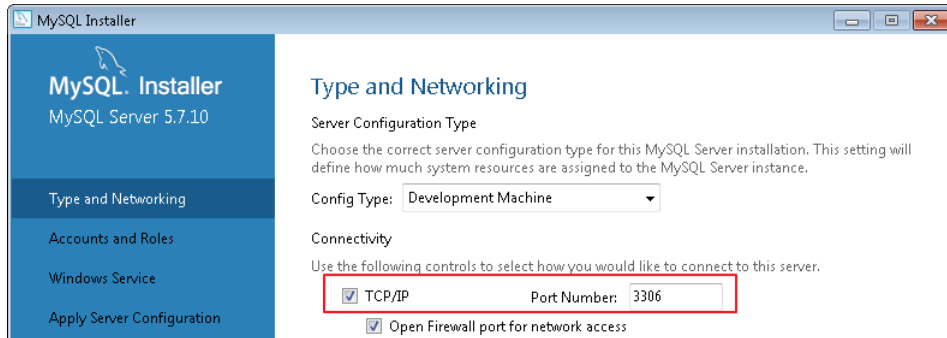 MySQL Installer
MySQL. Installer
MySQL Server 5.7.10
Type and Networking
Accounts and Roles
Windows Service
Apply Server Configuration
Type and Networking
Server Configuration Type
Choose the correct server configuration type for this MySQL Server installation. This setting will
define how much system resources are assigned to the MySQL Server instance.
Config Type: Development Machine
Connectivity
Use the following controls to select how you would like to connect to this server.
TCP/IP Port Number: 3306
Open Firewall port for network access